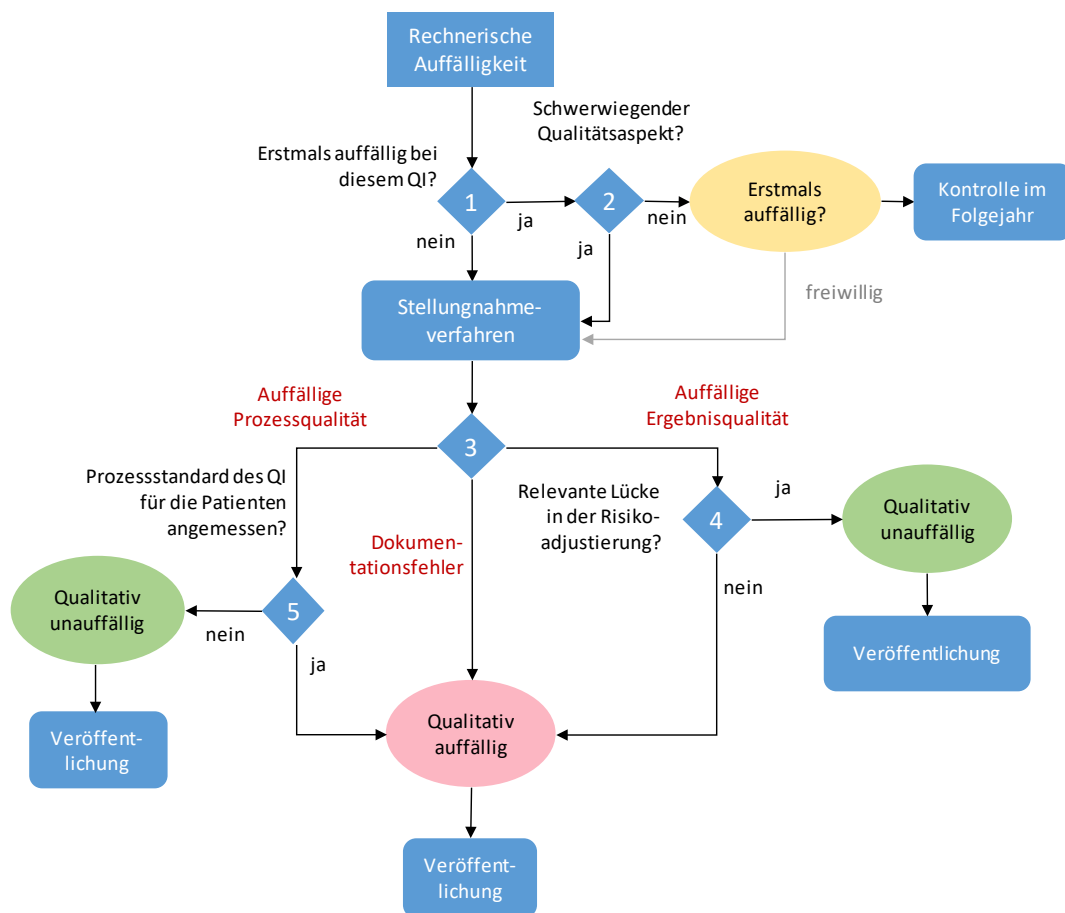 Rechnerische
Auffälligkeit
Schwerwiegender
Qualitätsaspekt?
Erstmals auffällig bei
diesem QI?
1
ja
2
nein
Erstmals
auffällig?
Kontrolle im
Folgejahr
nein
ja
freiwillig
Stellungnahme-
verfahren
Auffällige
Prozessqualität
Auffällige
Ergebnisqualität
3
Prozessstandard des QI
für die Patienten
angemessen?
Relevante Lücke
in der Risiko-
adjustierung?
4
ja
Qualitativ
unauffällig
Dokumen-
tationsfehler
nein
Qualitativ
unauffällig
nein
5
ja
Veröffentlichung
Qualitativ
auffällig
Veröffent-
lichung
Veröffent-
lichung